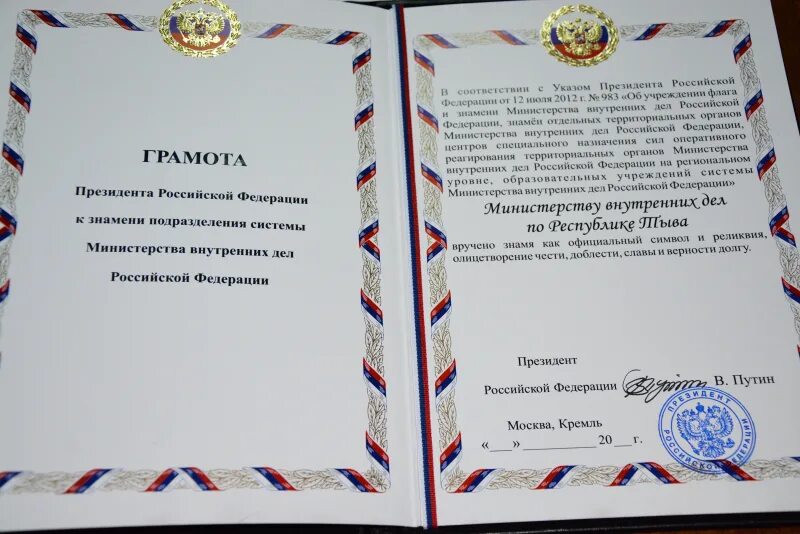 ГРАМОТА
Президента Российской Федерации
к знамени подразделения системы
Министерства внутренних дел
Российской Федерации
В соответствии с Указом Президента Российской
Федерации от 12 июля 2012 г. № 983 «Об учреждении флага
и знамени Министерства внутренних дел Российской
Федерации, знамён отдельных территориальных органов
Министерства внутренних дел Российской Федерации,
центров специального назначения сил оперативного
реагирования территориальных органов Министерства
внутренних дел Российской Федерации на региональном
уровне, образовательных учреждений системы
Министерства внутренних дел Российской Федерации»
Министерству внутренних дел
по Республике Тыва
вручено знамя как официальный символ и реликвия,
олицетворение чести, доблести, славы и верности долгу.
Президент
Российской Федерации В. Путин
Москва, Кремль
«___» __________ 20 ___ г.
ПРЕЗИДЕНТ
РОССИЙСКОЙ ФЕДЕРАЦИИ